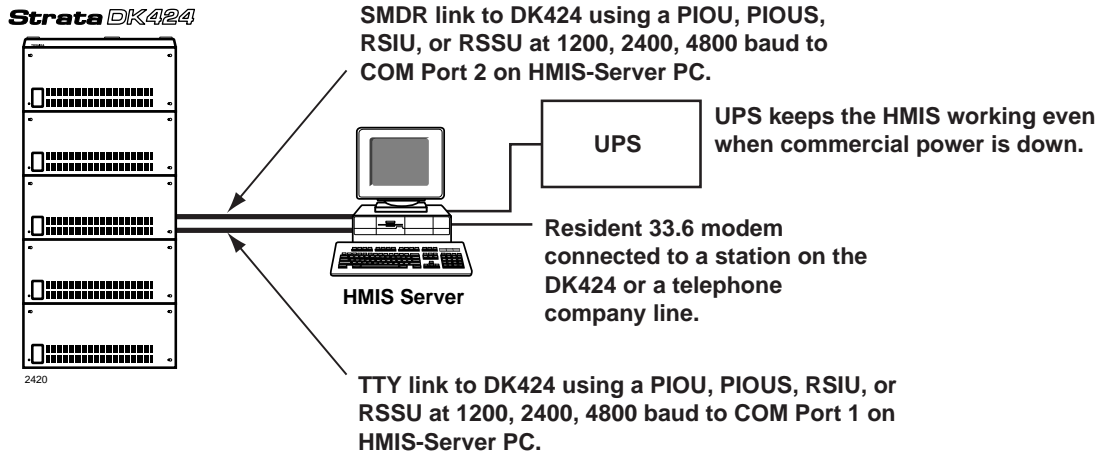 Strata DK424
SMDR link to DK424 using a PIOU, PIOUS,
RSIU, or RSSU at 1200, 2400, 4800 baud to
COM Port 2 on HMIS-Server PC.
UPS
UPS keeps the HMIS working even
when commercial power is down.
Resident 33.6 modem
connected to a station on the
DK424 or a telephone
company line.
HMIS Server
2420
TTY link to DK424 using a PIOU, PIOUS, RSIU, or
RSSU at 1200, 2400, 4800 baud to COM Port 1 on
HMIS-Server PC.